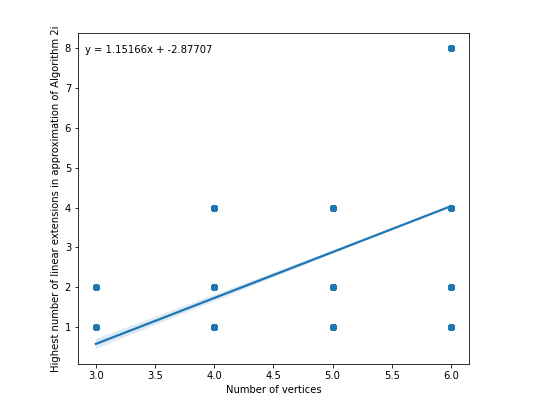 y = 1.15166x + -2.87707
Highest number of linear extensions in approximation of Algorithm 2i
8
7
6
5
4
3
2
1
3.0 3.5 4.0 4.5 5.0 5.5 6.0
Number of vertices